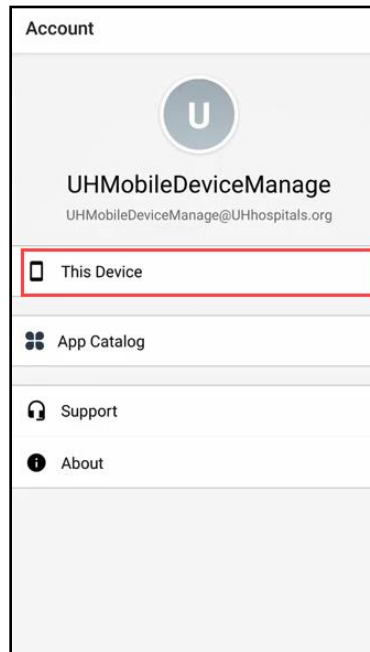 Account
U
UHMobileDeviceManage
UHMobileDeviceManage@UHhospitals.org
This Device
App Catalog
Support
About